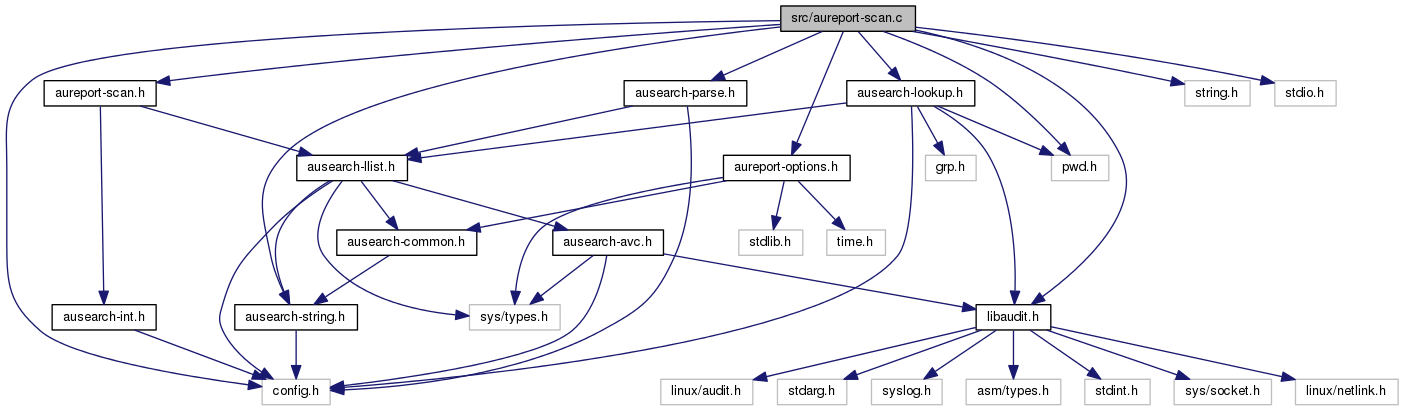 src/aureport-scan.c
aureport-scan.h
ausearch-parse.h
ausearch-lookup.h
string.h
stdio.h
ausearch-llist.h
aureport-options.h
grp.h
pwd.h
ausearch-common.h
ausearch-avc.h
stdlib.h
time.h
ausearch-int.h
ausearch-string.h
sys/types.h
libaudit.h
config.h
linux/audit.h
stdarg.h
syslog.h
asm/types.h
stdint.h
sys/socket.h
linux/netlink.h